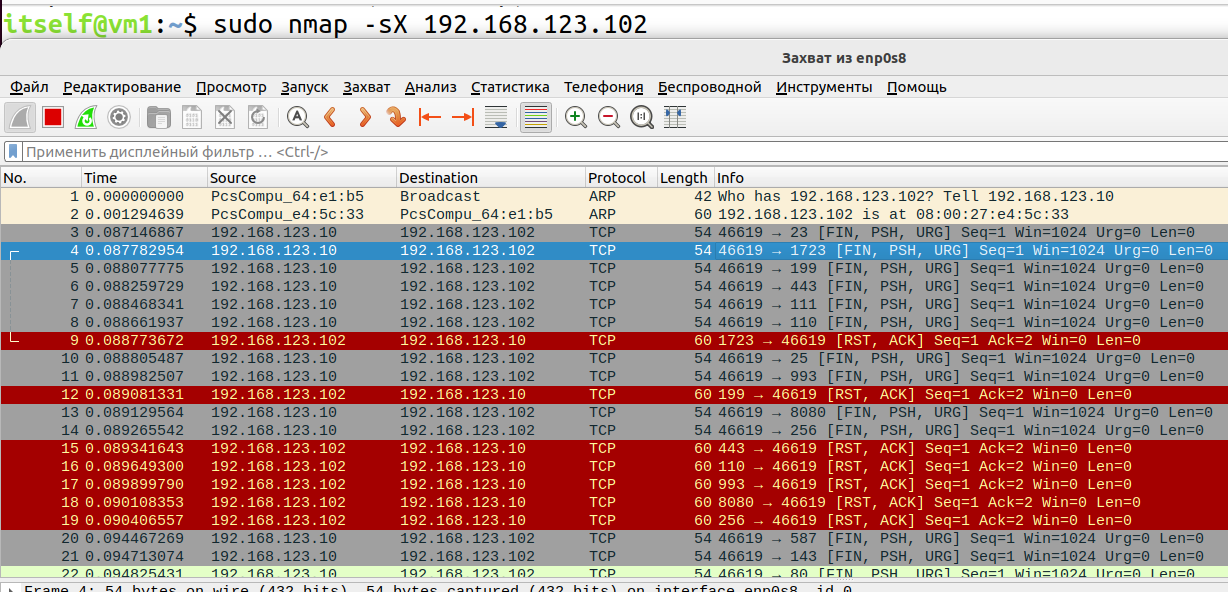 itself@vm1:~$ sudo nmap -sX 192.168.123.102
Захват из enp0s8
Файл Редактирование Просмотр Запуск Захват Анализ Статистика Телефония Беспроводной Инструменты Помощь
Применить дисплейный фильтр … <Ctrl-/>
No. Time Source Destination Protocol Length Info
1 0.000000000 PcsCompu_64:e1:b5 Broadcast ARP 42 Who has 192.168.123.102? Tell 192.168.123.10
2 0.001294639 PcsCompu_e4:5c:33 PcsCompu_64:e1:b5 ARP 60 192.168.123.102 is at 08:00:27:e4:5c:33
3 0.087146867 192.168.123.10 192.168.123.102 TCP 54 46619 → 23 [FIN, PSH, URG] Seq=1 Win=1024 Urg=0 Len=0
4 0.087782954 192.168.123.10 192.168.123.102 TCP 54 46619 → 1723 [FIN, PSH, URG] Seq=1 Win=1024 Urg=0 Len=0
5 0.088077775 192.168.123.10 192.168.123.102 TCP 54 46619 → 199 [FIN, PSH, URG] Seq=1 Win=1024 Urg=0 Len=0
6 0.088259729 192.168.123.10 192.168.123.102 TCP 54 46619 → 443 [FIN, PSH, URG] Seq=1 Win=1024 Urg=0 Len=0
7 0.088468341 192.168.123.10 192.168.123.102 TCP 54 46619 → 111 [FIN, PSH, URG] Seq=1 Win=1024 Urg=0 Len=0
8 0.088661937 192.168.123.10 192.168.123.102 TCP 54 46619 → 110 [FIN, PSH, URG] Seq=1 Win=1024 Urg=0 Len=0
9 0.088773672 192.168.123.102 192.168.123.10 TCP 60 1723 → 46619 [RST, ACK] Seq=1 Ack=2 Win=0 Len=0
10 0.088805487 192.168.123.10 192.168.123.102 TCP 54 46619 → 25 [FIN, PSH, URG] Seq=1 Win=1024 Urg=0 Len=0
11 0.088982507 192.168.123.10 192.168.123.102 TCP 54 46619 → 993 [FIN, PSH, URG] Seq=1 Win=1024 Urg=0 Len=0
12 0.089081331 192.168.123.102 192.168.123.10 TCP 60 199 → 46619 [RST, ACK] Seq=1 Ack=2 Win=0 Len=0
13 0.089129564 192.168.123.10 192.168.123.102 TCP 54 46619 → 8080 [FIN, PSH, URG] Seq=1 Win=1024 Urg=0 Len=0
14 0.089265542 192.168.123.10 192.168.123.102 TCP 54 46619 → 256 [FIN, PSH, URG] Seq=1 Win=1024 Urg=0 Len=0
15 0.089341643 192.168.123.102 192.168.123.10 TCP 60 443 → 46619 [RST, ACK] Seq=1 Ack=2 Win=0 Len=0
16 0.089649300 192.168.123.102 192.168.123.10 TCP 60 110 → 46619 [RST, ACK] Seq=1 Ack=2 Win=0 Len=0
17 0.089899790 192.168.123.102 192.168.123.10 TCP 60 993 → 46619 [RST, ACK] Seq=1 Ack=2 Win=0 Len=0
18 0.090108353 192.168.123.102 192.168.123.10 TCP 60 8080 → 46619 [RST, ACK] Seq=1 Ack=2 Win=0 Len=0
19 0.090406557 192.168.123.102 192.168.123.10 TCP 60 256 → 46619 [RST, ACK] Seq=1 Ack=2 Win=0 Len=0
20 0.094467269 192.168.123.10 192.168.123.102 TCP 54 46619 → 587 [FIN, PSH, URG] Seq=1 Win=1024 Urg=0 Len=0
21 0.094713074 192.168.123.10 192.168.123.102 TCP 54 46619 → 143 [FIN, PSH, URG] Seq=1 Win=1024 Urg=0 Len=0
22 0.094825431 192.168.123.10 192.168.123.102 TCP 54 46619 → 80 [FIN, PSH, URG] Seq=1 Win=1024 Urg=0 Len=0
Frame 4: 54 bytes on wire (432 bits), 54 bytes captured (432 bits) on interface enp0s8, id 0